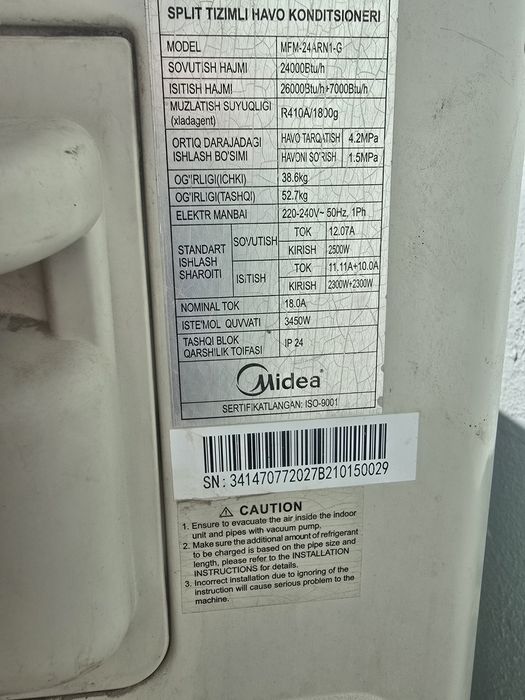 SPLIT TIZIMLI HAVO KONDITSIONERI
MODEL MFM-24ARN1-G
SOVUTISH HAJMI 24000Btu/h
ISITISH HAJMI 26000Btu/h+7000Btu/h
MUZLATISH SUYUQLIGI R410A/1800g
(xladagent)
ORTIQ DARAJADAGI HAVO TARQATISH 4.2MPa
ISHLASH BO'SIMI HAVONI SO'RISH 1.5MPa
OG'IRLIGI(ICHKI) 38.6kg
OG'IRLIGI(TASHQI) 52.7kg
ELEKTR MANBAI 220-240V~ 50Hz, 1Ph
STANDART ISHLASH SHAROITI SOVUTISH TOK 12.07A
KIRISH 2500W
ISITISH TOK 11.11A+10.0A
KIRISH 2300W+2300W
NOMINAL TOK 18.0A
ISTE'MOL QUVVATI 3450W
TASHQI BLOK IP 24
QARSHILIK TOIFASI
Midea
SERTIFIKATLANGAN: ISO-9001
SN: 341470772027B210150029
⚠ CAUTION
1. Ensure to evacuate the air inside the indoor
unit and pipes with vacuum pump.
2. Make sure the additional amount of refrigerant
to be charged is based on the pipe size and
length, please refer to the INSTALLATION
INSTRUCTIONS for details.
3. Incorrect installation due to ignoring of the
instruction will cause serious problem to the
machine.